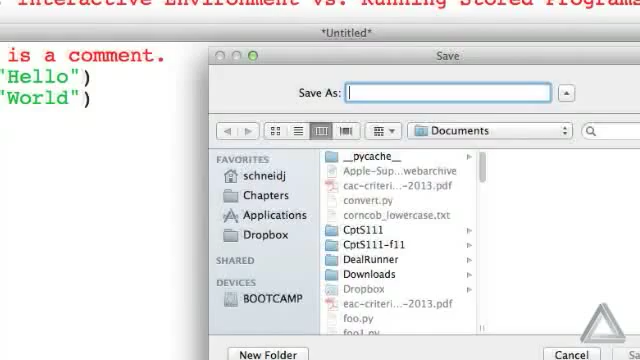 Interactive Environment vs. Running Stored Programs
*Untitled*
is a comment.
"Hello")
"World")
Save
Save As:
Documents
FAVORITES
schneidj
Chapters
Applications
Dropbox
SHARED
DEVICES
BOOTCAMP
__pycache__
Apple-Sup...webarchive
cac-criteri...-2013.pdf
convert.py
corncob_lowercase.txt
CptS111
CptS111-f11
DealRunner
Downloads
Dropbox
eac-criteri...-2013.pdf
foo.py
foo1.py
New Folder
Cancel